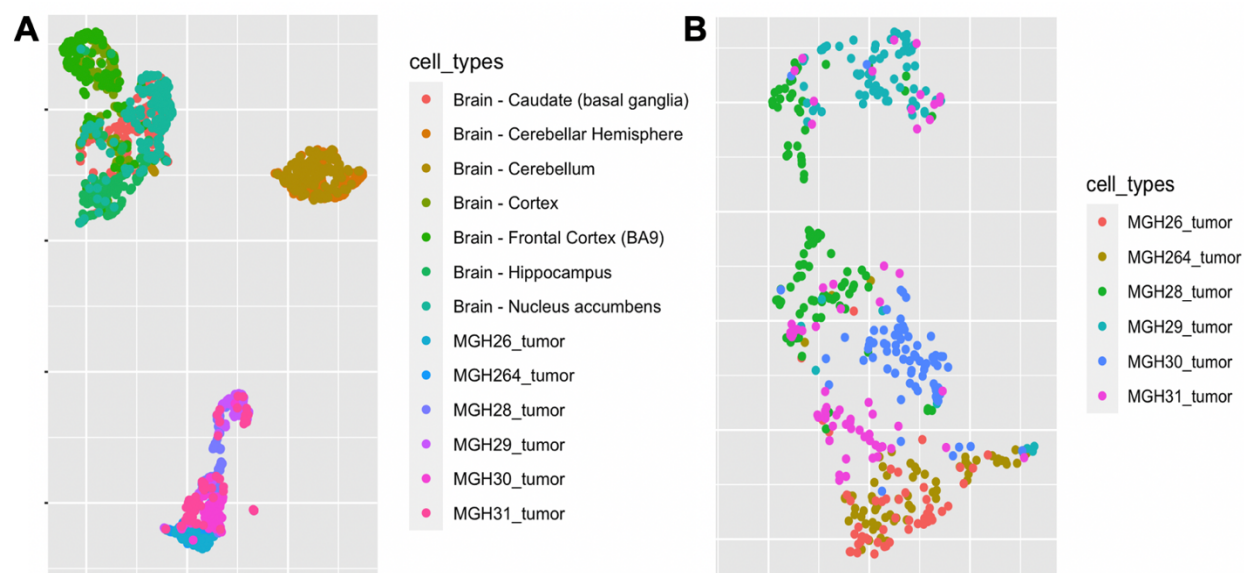 A
cell_types
Brain - Caudate (basal ganglia)
Brain - Cerebellar Hemisphere
Brain - Cerebellum
Brain - Cortex
Brain - Frontal Cortex (BA9)
Brain - Hippocampus
Brain - Nucleus accumbens
MGH26_tumor
MGH264_tumor
MGH28_tumor
MGH29_tumor
MGH30_tumor
MGH31_tumor
B
cell_types
MGH26_tumor
MGH264_tumor
MGH28_tumor
MGH29_tumor
MGH30_tumor
MGH31_tumor